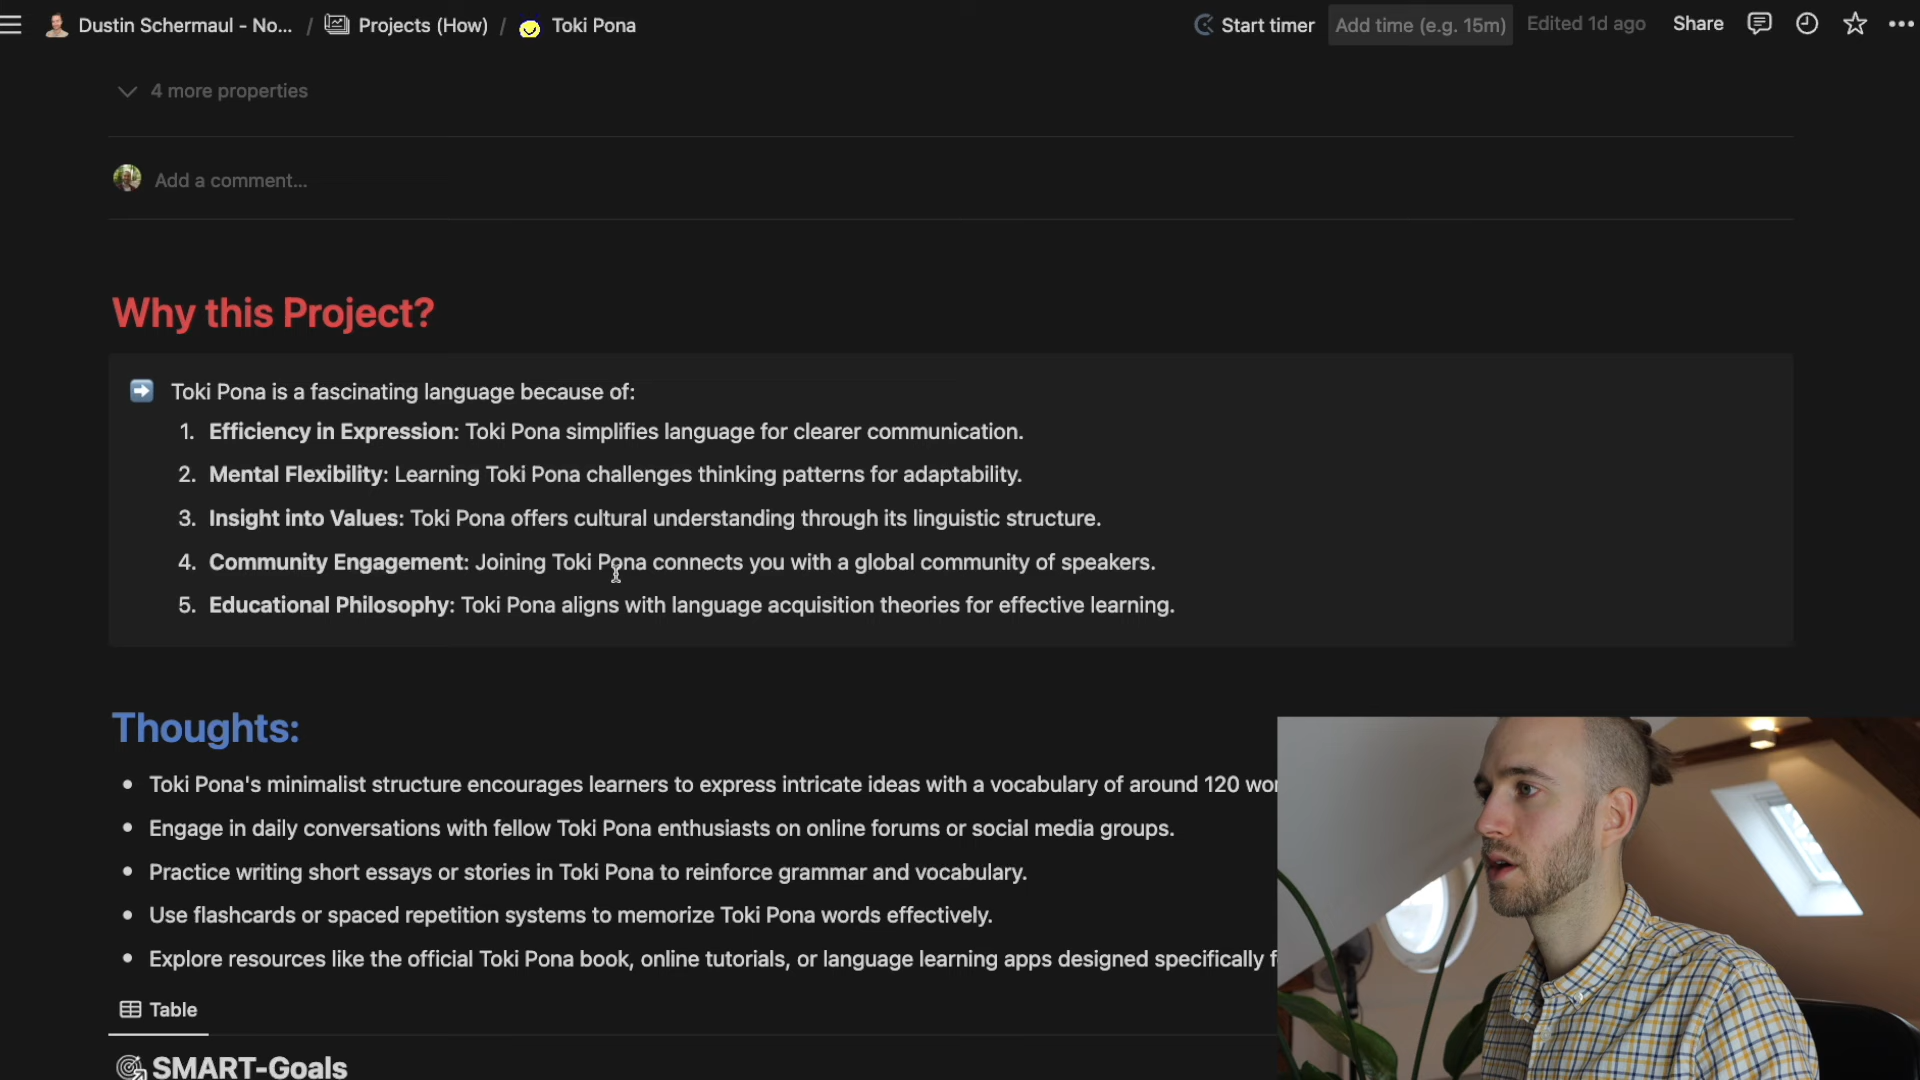 Dustin Schermaul - No... / Projects (How) / Toki Pona Start timer Add time (e.g. 15m) Edited 1d ago Share
4 more properties
Add a comment...
Why this Project?
Toki Pona is a fascinating language because of:
1. Efficiency in Expression: Toki Pona simplifies language for clearer communication.
2. Mental Flexibility: Learning Toki Pona challenges thinking patterns for adaptability.
3. Insight into Values: Toki Pona offers cultural understanding through its linguistic structure.
4. Community Engagement: Joining Toki Pona connects you with a global community of speakers.
5. Educational Philosophy: Toki Pona aligns with language acquisition theories for effective learning.
Thoughts:
• Toki Pona's minimalist structure encourages learners to express intricate ideas with a vocabulary of around 120
• Engage in daily conversations with fellow Toki Pona enthusiasts on online forums or social media groups.
• Practice writing short essays or stories in Toki Pona to reinforce grammar and vocabulary.
• Use flashcards or spaced repetition systems to memorize Toki Pona words effectively.
• Explore resources like the official Toki Pona book, online tutorials, or language learning apps designed specifically
Table
SMART-Goals